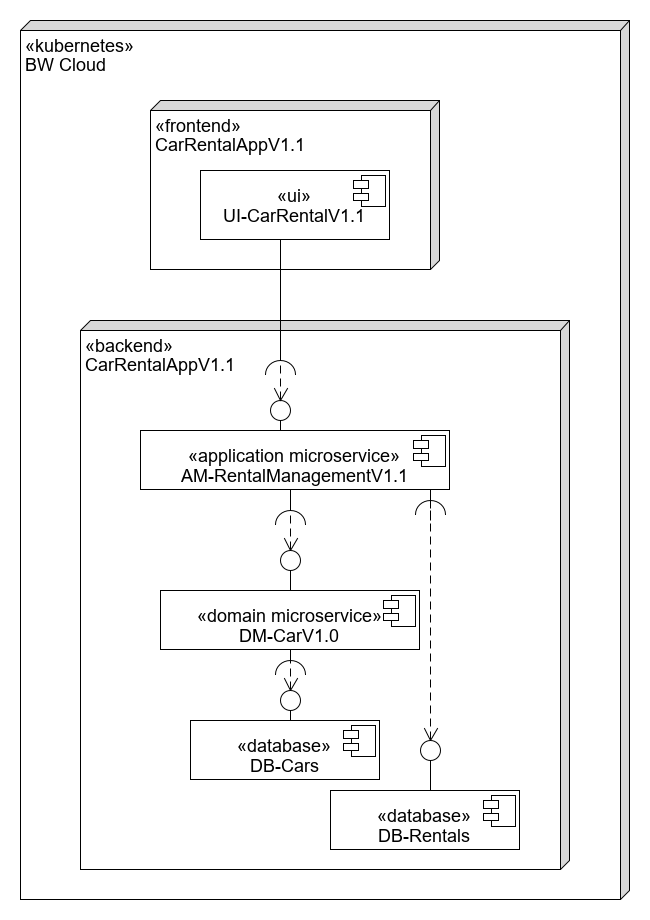 «kubernetes»
BW Cloud
«frontend»
CarRentalAppV1.1
«ui»
UI-CarRentalV1.1
«backend»
CarRentalAppV1.1
«application microservice»
AM-RentalManagementV1.1
«domain microservice»
DM-CarV1.0
«database»
DB-Cars
«database»
DB-Rentals